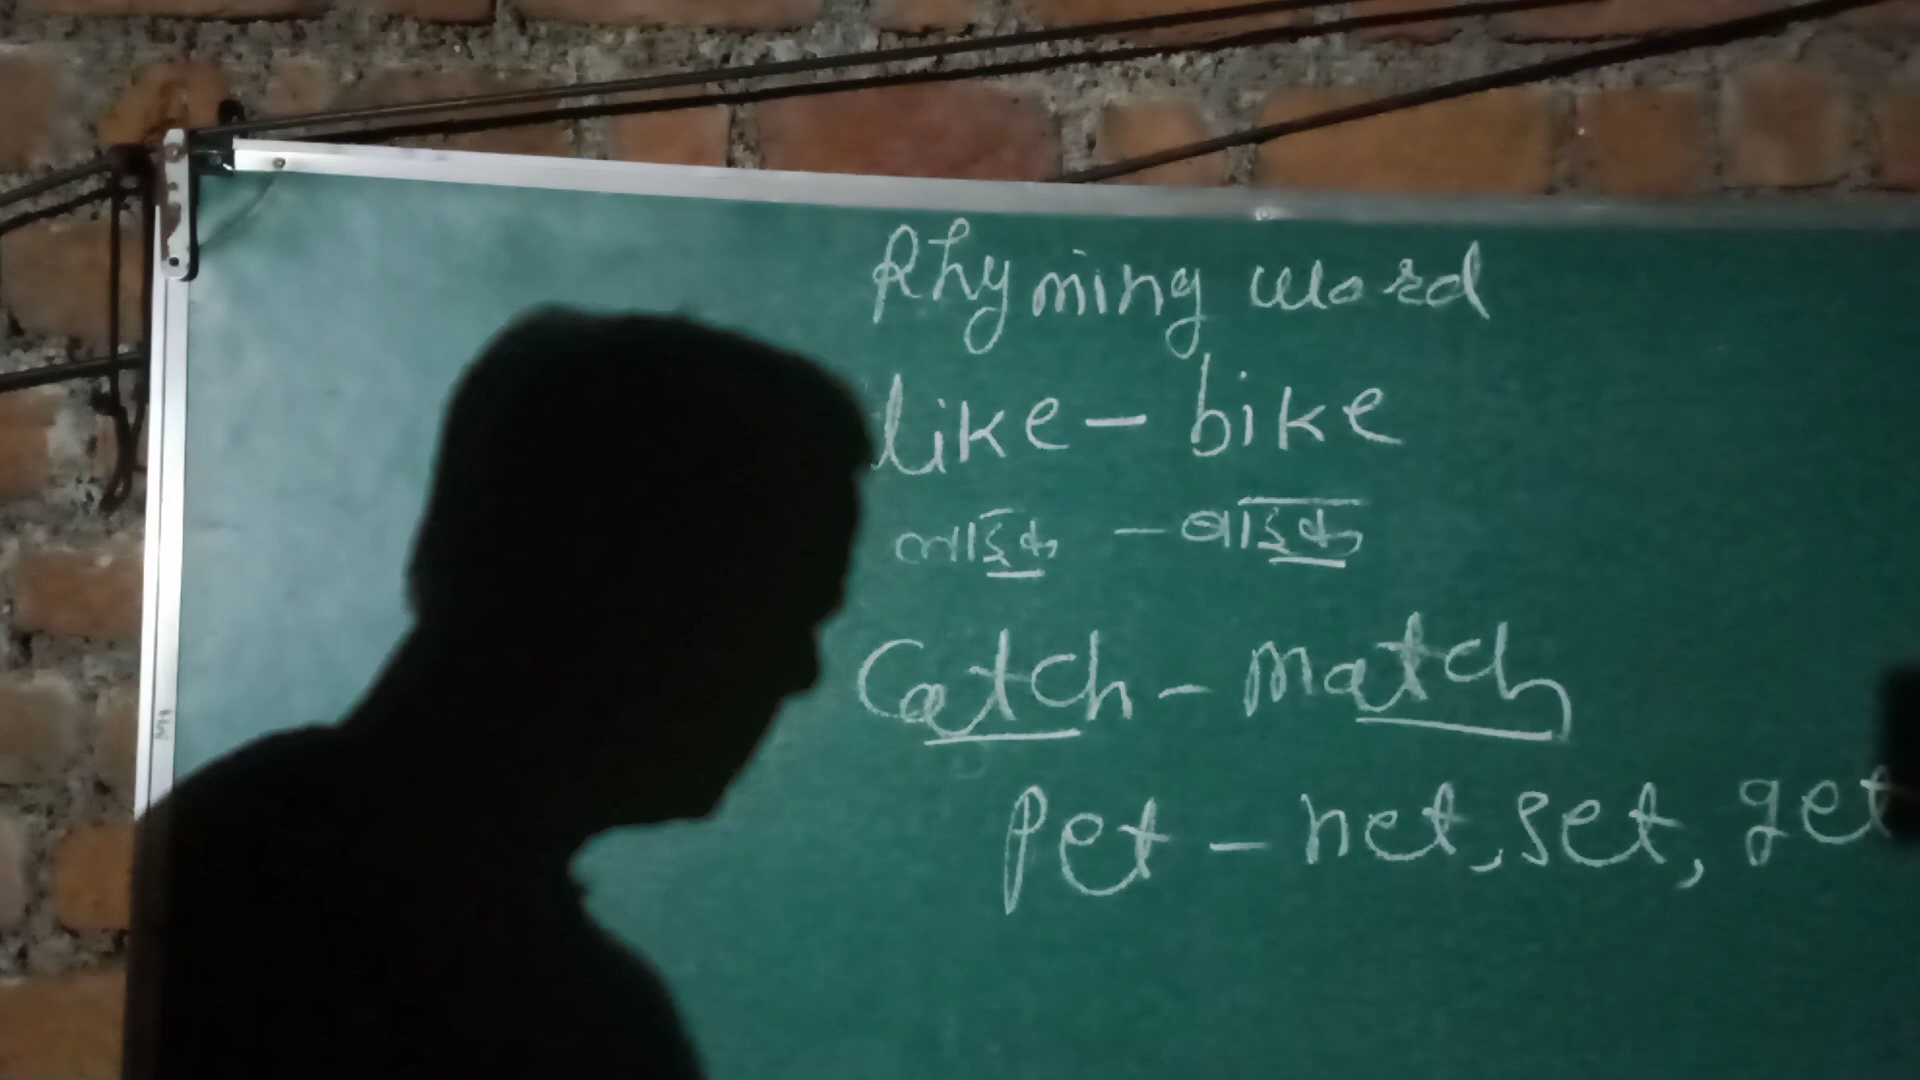 Rhyming word
like - bike
लाइक - बाइक
Catch - match
Pet - net, set, get